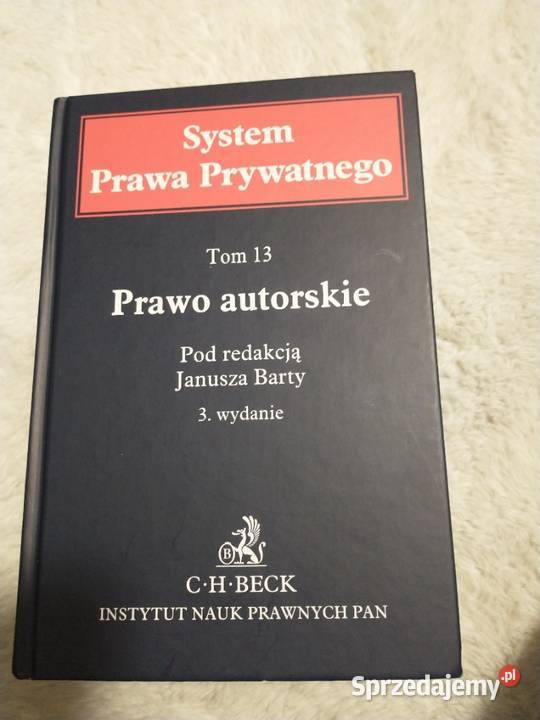 System
Prawa Prywatnego
Tom 13
Prawo autorskie
Pod redakcją
Janusza Barty
3. wydanie
B
C·H·BECK
INSTYTUT NAUK PRAWNYCH PAN
Sprzedajemy.pl